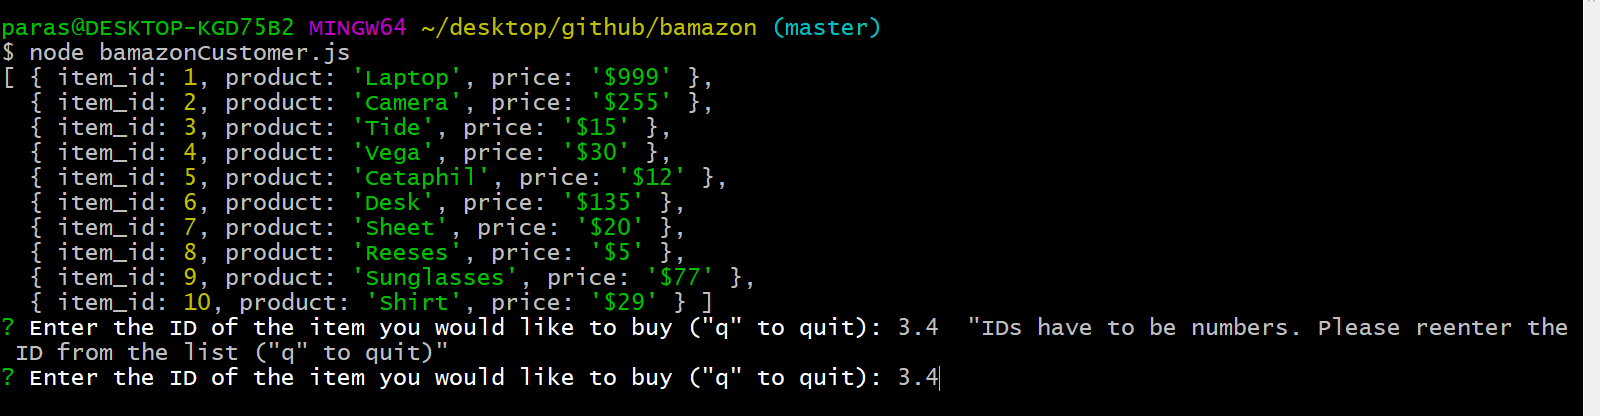 paras@DESKTOP-KGD75B2 MINGW64 ~/desktop/github/bamazon (master)
$ node bamazonCustomer.js
[ { item_id: 1, product: 'Laptop', price: '$999' },
  { item_id: 2, product: 'Camera', price: '$255' },
  { item_id: 3, product: 'Tide', price: '$15' },
  { item_id: 4, product: 'Vega', price: '$30' },
  { item_id: 5, product: 'Cetaphil', price: '$12' },
  { item_id: 6, product: 'Desk', price: '$135' },
  { item_id: 7, product: 'Sheet', price: '$20' },
  { item_id: 8, product: 'Reeses', price: '$5' },
  { item_id: 9, product: 'Sunglasses', price: '$77' },
  { item_id: 10, product: 'Shirt', price: '$29' } ]
? Enter the ID of the item you would like to buy ("q" to quit): 3.4  "IDs have to be numbers. Please reenter the
 ID from the list ("q" to quit)"
? Enter the ID of the item you would like to buy ("q" to quit): 3.4